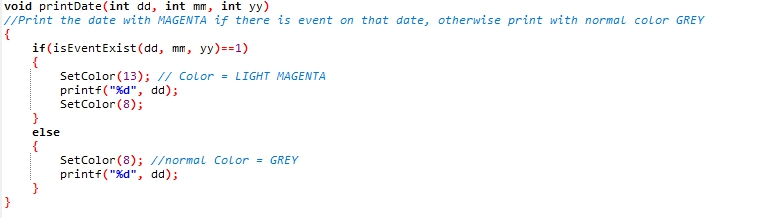 void printDate(int dd, int mm, int yy)
//Print the date with MAGENTA if there is event on that date, otherwise print with normal color GREY
{
if(isEventExist(dd, mm, yy)==1)
{
SetColor(13); // Color = LIGHT MAGENTA
printf("%d", dd);
SetColor(8);
}
else
{
SetColor(8); //normal Color = GREY
printf("%d", dd);
}
}